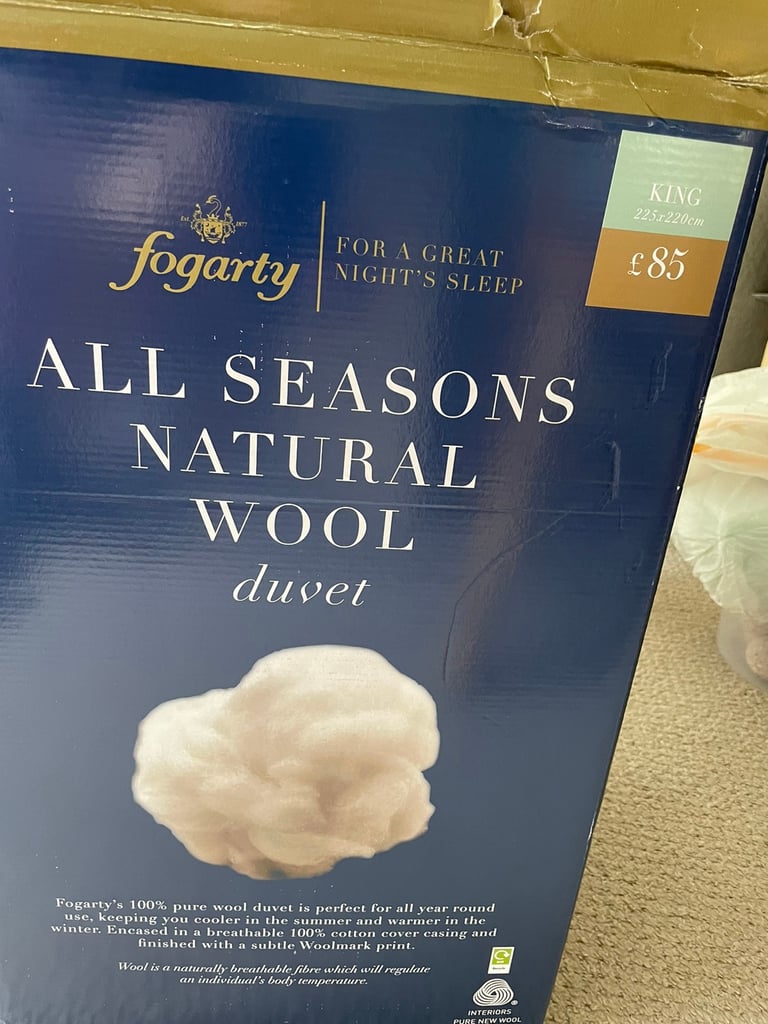 KING
225x220cm
£85
Est. 1877
fogarty
FOR A GREAT
NIGHT'S SLEEP
ALL SEASONS
NATURAL
WOOL
duvet
Fogarty's 100% pure wool duvet is perfect for all year round
use, keeping you cooler in the summer and warmer in the
winter. Encased in a breathable 100% cotton cover casing and
finished with a subtle Woolmark print.
Wool is a naturally breathable fibre which will regulate
an individual's body temperature.
Recycle
INTERIORS
PURE NEW WOOL